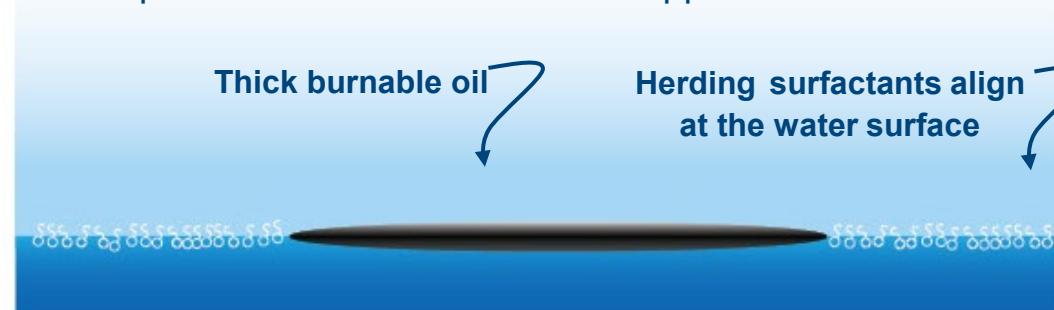 Thick burnable oil
Herding surfactants align
at the water surface